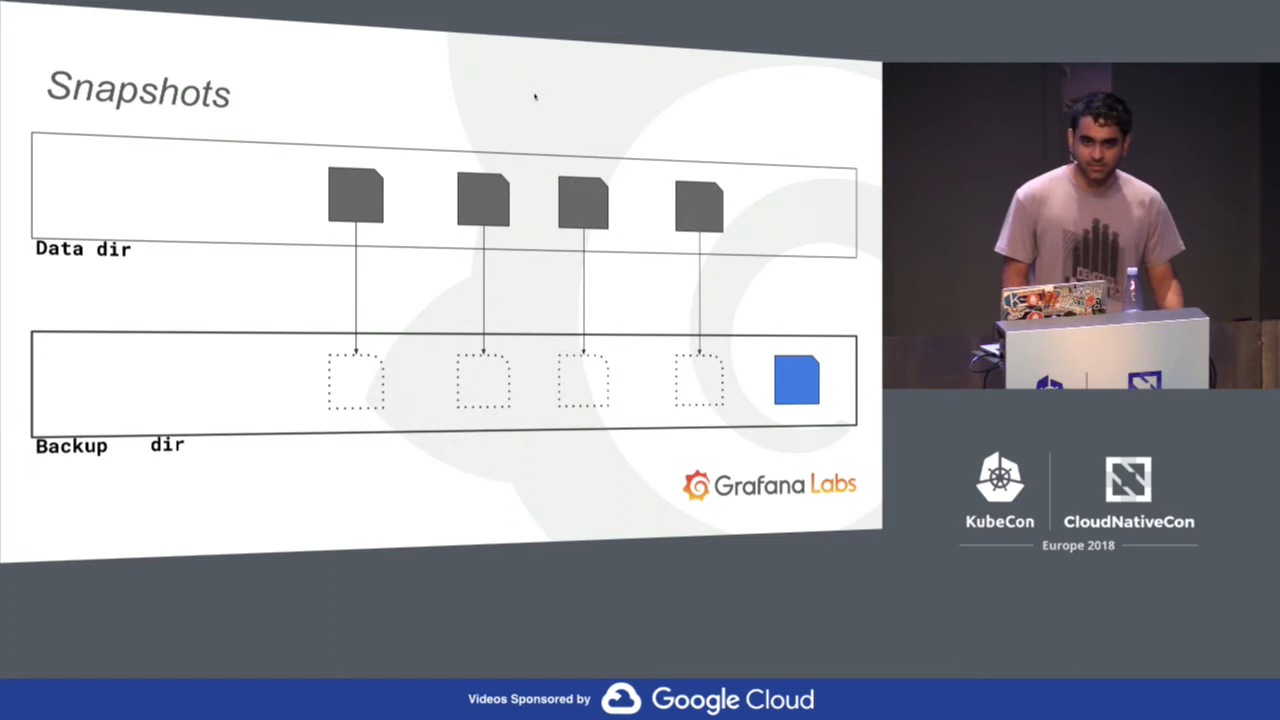 Snapshots
Data dir
Backup dir
Grafana Labs
KubeCon
CloudNativeCon
Europe 2018
Videos Sponsored by Google Cloud